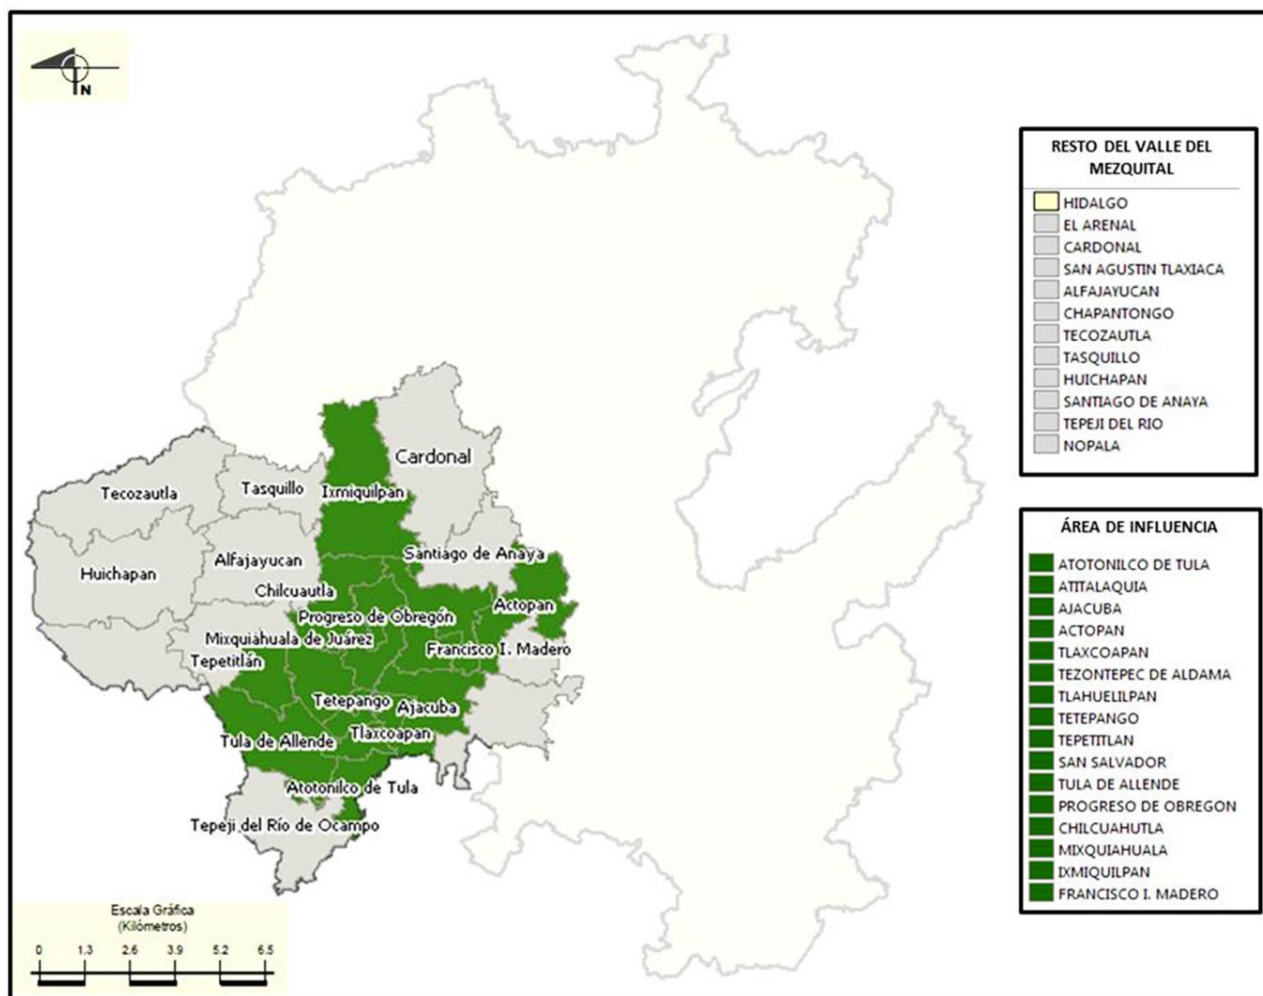 N
RESTO DEL VALLE DEL
MEZQUITAL
HIDALGO
EL ARENAL
CARDONAL
SAN AGUSTIN TLAXIACA
ALFAJAYUCAN
CHAPANTONGO
TECOZAUTLA
TASQUILLO
HUICHAPAN
SANTIAGO DE ANAYA
TEPEJI DEL RIO
NOPALA
Cardonal
Tecozautla
Tasquillo
Ixmiquilpan
Santiago de Anaya
Alfajayucan
Huichapan
Chilcuautla
Actopan
Progreso de Obregón
Mixquiahuala de Juárez
Francisco I. Madero
Tepetitlán
Tetepango
Ajacuba
Tlaxcoapan
Tula de Allende
Atotonilco de Tula
Tepeji del Río de Ocampo
ÁREA DE INFLUENCIA
ATOTONILCO DE TULA
ATITALAQUIA
AJACUBA
ACTOPAN
TLAXCOAPAN
TEZONTEPEC DE ALDAMA
TLAHUELILPAN
TETEPANGO
TEPETITLAN
SAN SALVADOR
TULA DE ALLENDE
PROGRESO DE OBREGON
CHILCUAHUTLA
MIXQUIAHUALA
IXMIQUILPAN
FRANCISCO I. MADERO
Escala Gráfica
(Kilómetros)
0 1.3 2.6 3.9 5.2 6.5